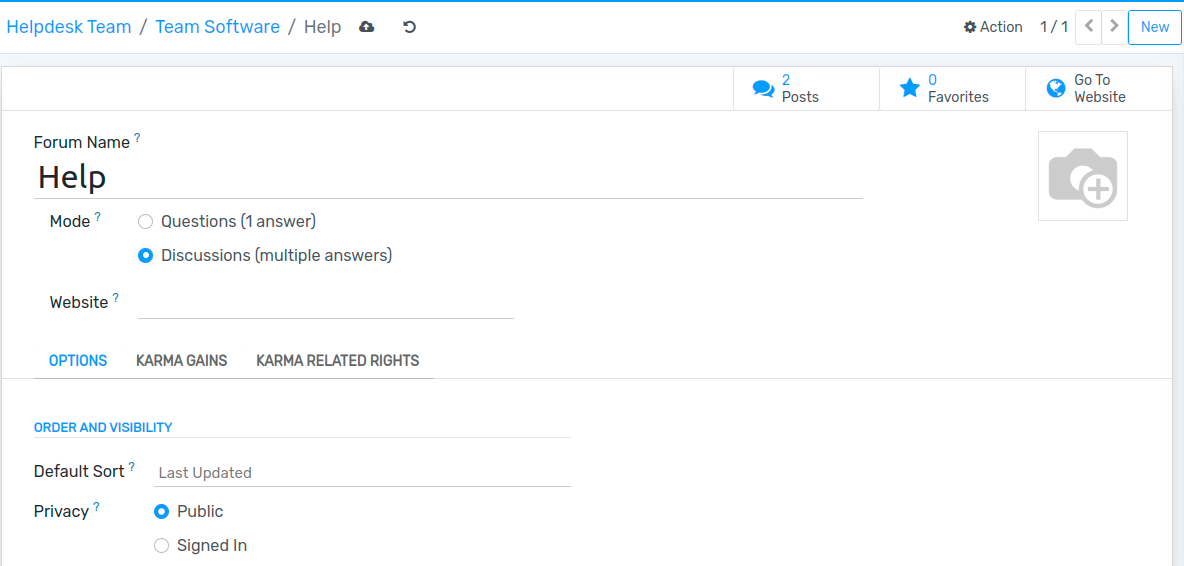 Helpdesk Team / Team Software / Help
Action 1 / 1 New
2 Posts
0 Favorites
Go To Website
Forum Name ?
Help
Mode ?
Questions (1 answer)
Discussions (multiple answers)
Website ?
OPTIONS KARMA GAINS KARMA RELATED RIGHTS
ORDER AND VISIBILITY
Default Sort ? Last Updated
Privacy ? Public
Signed In